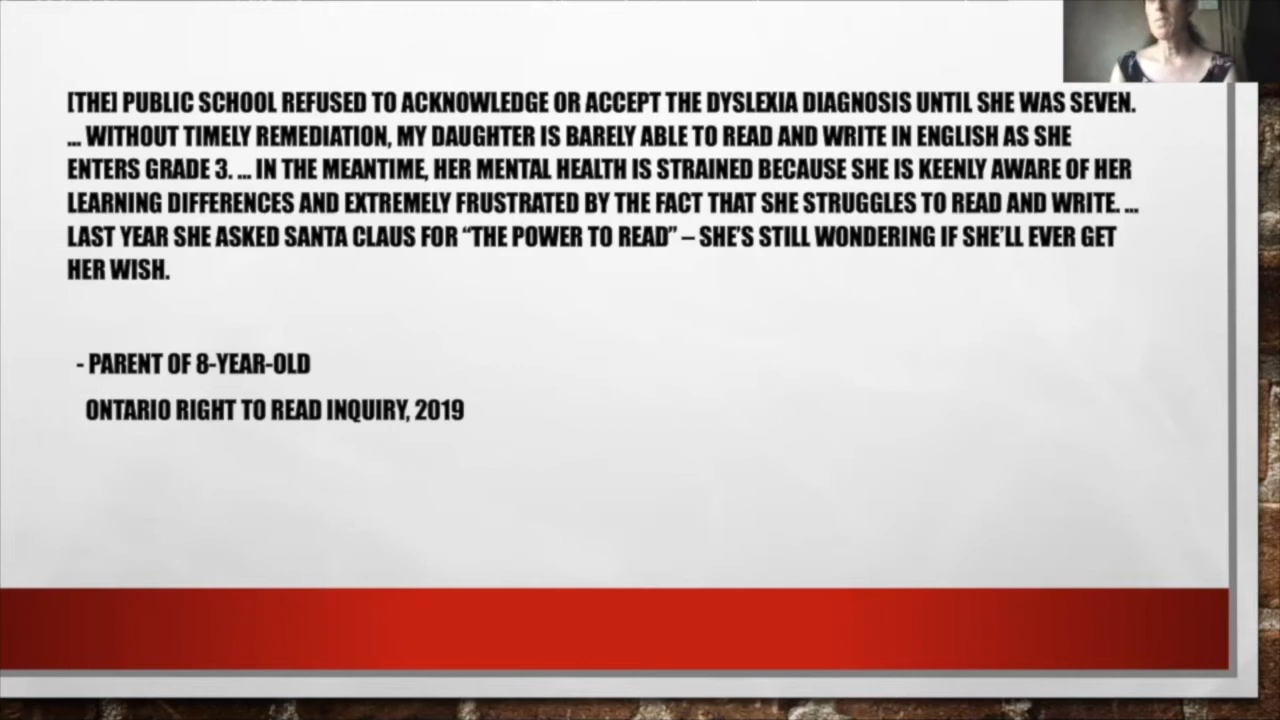 [THE] PUBLIC SCHOOL REFUSED TO ACKNOWLEDGE OR ACCEPT THE DYSLEXIA DIAGNOSIS UNTIL SHE WAS SEVEN.
... WITHOUT TIMELY REMEDIATION, MY DAUGHTER IS BARELY ABLE TO READ AND WRITE IN ENGLISH AS SHE
ENTERS GRADE 3. ... IN THE MEANTIME, HER MENTAL HEALTH IS STRAINED BECAUSE SHE IS KEENLY AWARE OF HER
LEARNING DIFFERENCES AND EXTREMELY FRUSTRATED BY THE FACT THAT SHE STRUGGLES TO READ AND WRITE. ...
LAST YEAR SHE ASKED SANTA CLAUS FOR “THE POWER TO READ” – SHE’S STILL WONDERING IF SHE’LL EVER GET
HER WISH.
- PARENT OF 8-YEAR-OLD
ONTARIO RIGHT TO READ INQUIRY, 2019